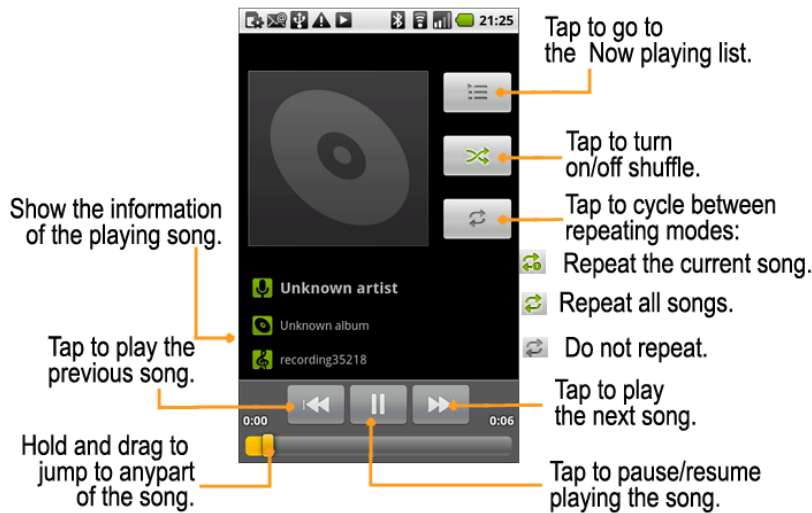 21:25
Tap to go to
the Now playing list.
Tap to turn
on/off shuffle.
Tap to cycle between
repeating modes:
Repeat the current song.
Repeat all songs.
Do not repeat.
Show the information
of the playing song.
Unknown artist
Unknown album
recording35218
Tap to play the
previous song.
Tap to play
the next song.
0:00
0:06
Hold and drag to
jump to anypart
of the song.
Tap to pause/resume
playing the song.